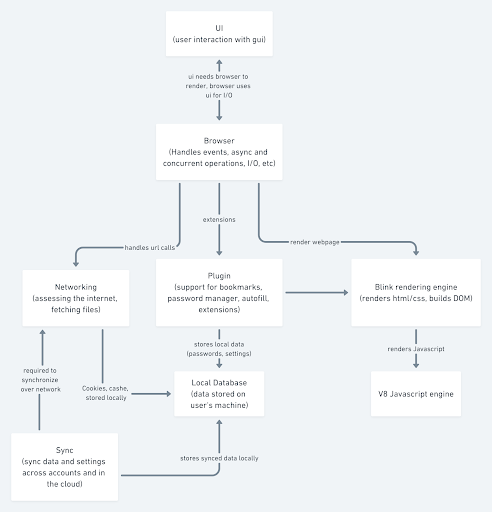 UI
(user interaction with gui)
ui needs browser to
render, browser uses
ui for I/O
Browser
(Handles events, async and
concurrent operations, I/O, etc)
handles url calls
extensions
render webpage
Networking
(assessing the internet,
fetching files)
Plugin
(support for bookmarks,
password manager, autofill,
extensions)
Blink rendering engine
(renders html/css, builds DOM)
stores local data
(passwords, settings)
renders Javascript
required to
synchronize
over network
Cookies, cashe,
stored locally
Local Database
(data stored on
user's machine)
V8 Javascript engine
Sync
(sync data and settings
across accounts and in
the cloud)
stores synced data locally